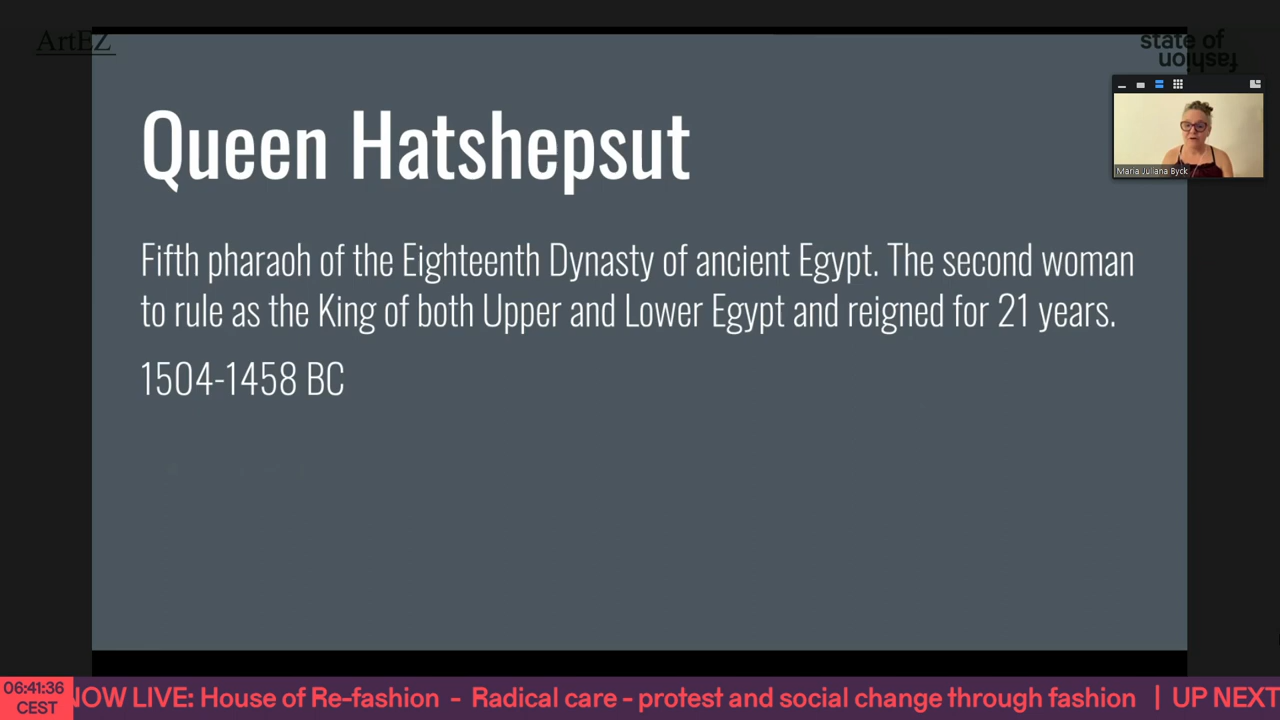 ArtEZ
state of
fashion
Maria Juliana Byck
Queen Hatshepsut
Fifth pharaoh of the Eighteenth Dynasty of ancient Egypt. The second woman
to rule as the King of both Upper and Lower Egypt and reigned for 21 years.
1504-1458 BC
06:41:36
CEST
NOW LIVE: House of Re-fashion - Radical care - protest and social change through fashion | UP NEXT